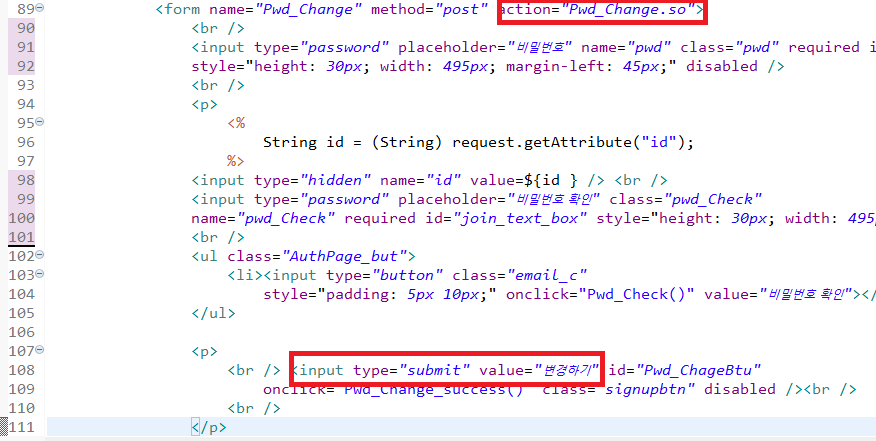 89 <form name="Pwd_Change" method="post" action="Pwd_Change.so">
90 <br />
91 <input type="password" placeholder="비밀번호" name="pwd" class="pwd" required i
92 style="height: 30px; width: 495px; margin-left: 45px;" disabled />
93 <br />
94 <p>
95 <%
96 String id = (String) request.getAttribute("id");
97 %>
98 <input type="hidden" name="id" value=${id } /> <br />
99 <input type="password" placeholder="비밀번호 확인" class="pwd_Check"
100 name="pwd_Check" required id="join_text_box" style="height: 30px; width: 495
101 <br />
102 <ul class="AuthPage_but">
103 <li><input type="button" class="email_c"
104 style="padding: 5px 10px;" onclick="Pwd_Check()" value="비밀번호 확인"></
105 </ul>
106
107 <p>
108 <br /> <input type="submit" value="변경하기" id="Pwd_ChageBtu"
109 onclick="Pwd_Change_success()" class="signupbtn" disabled /><br />
110 <br />
111 </p>